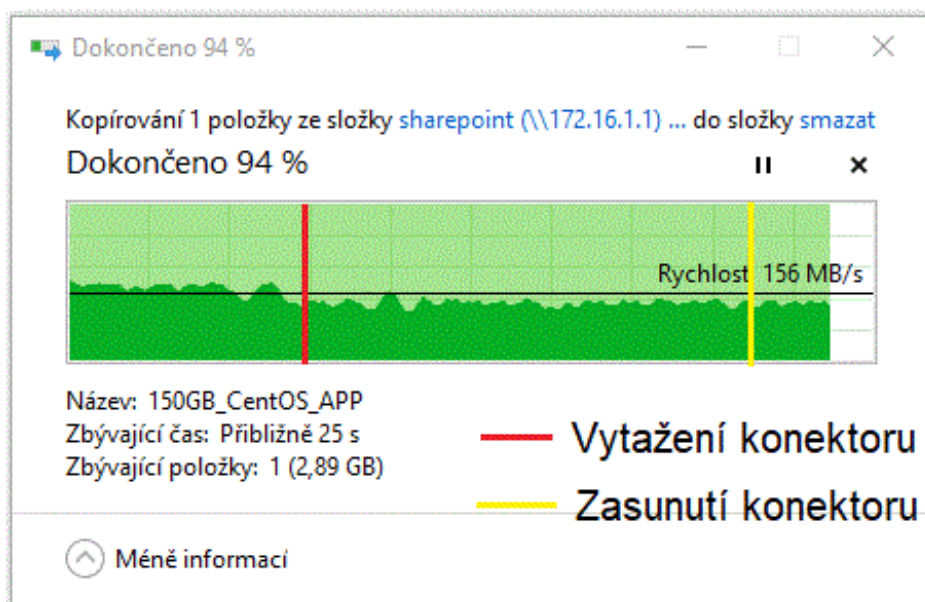 Dokončeno 94 %
Kopírování 1 položky ze složky sharepoint (\\172.16.1.1) ... do složky smazat
Dokončeno 94 %
Rychlost 156 MB/s
Název: 150GB_CentOS_APP
Zbývající čas: Přibližně 25 s
Zbývající položky: 1 (2,89 GB)
Vytažení konektoru
Zasunutí konektoru
Méně informací